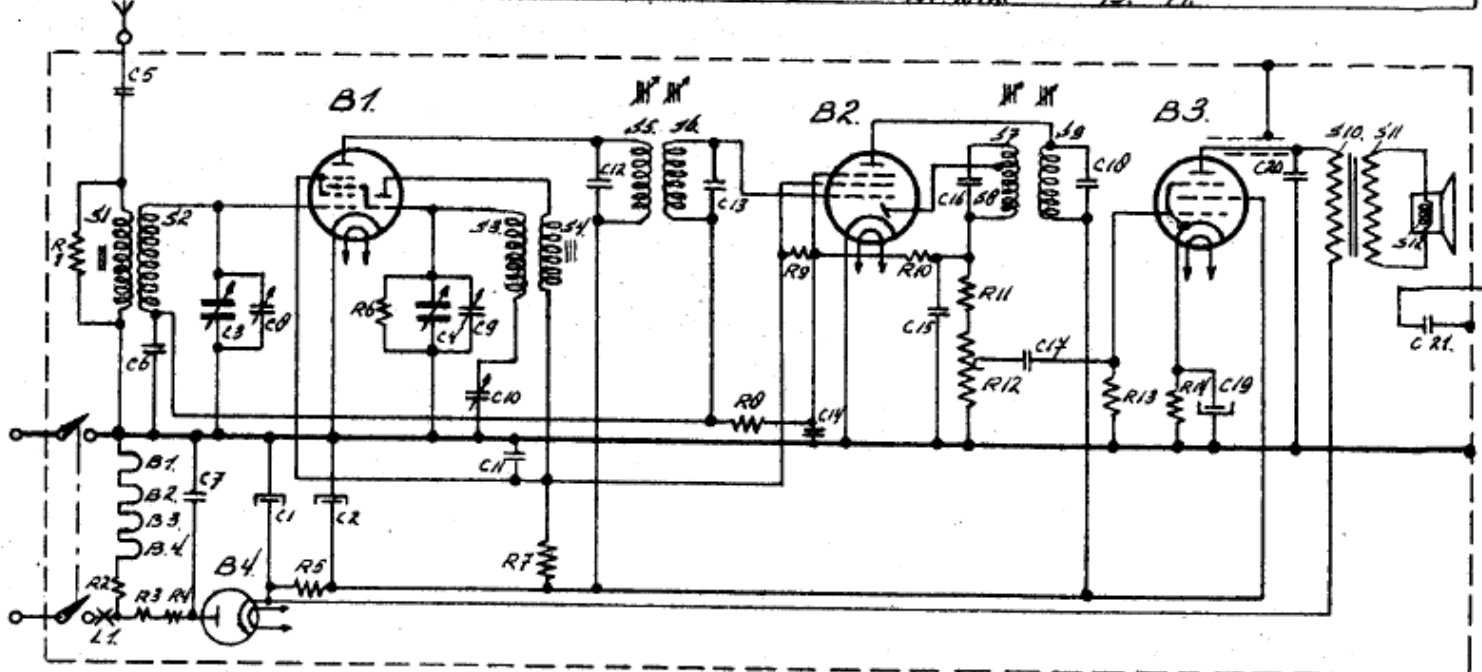 C5
B1.
S5. S6.
B2.
S7 S9
B3.
S10. S11
C12
C13
C16 S8
C18
C20
R1
S1
S2
S3.
S4.
S12
C3
C8
R6
C4
C9
C10
R9
R10
R11
C15
C17
R12
R13
R14
C19
C21.
C6
R8
C14
B1.
B2
B3
B.4.
C7
C1
C2
C11
R2
R3
R4
B4.
R5
R7
L1.